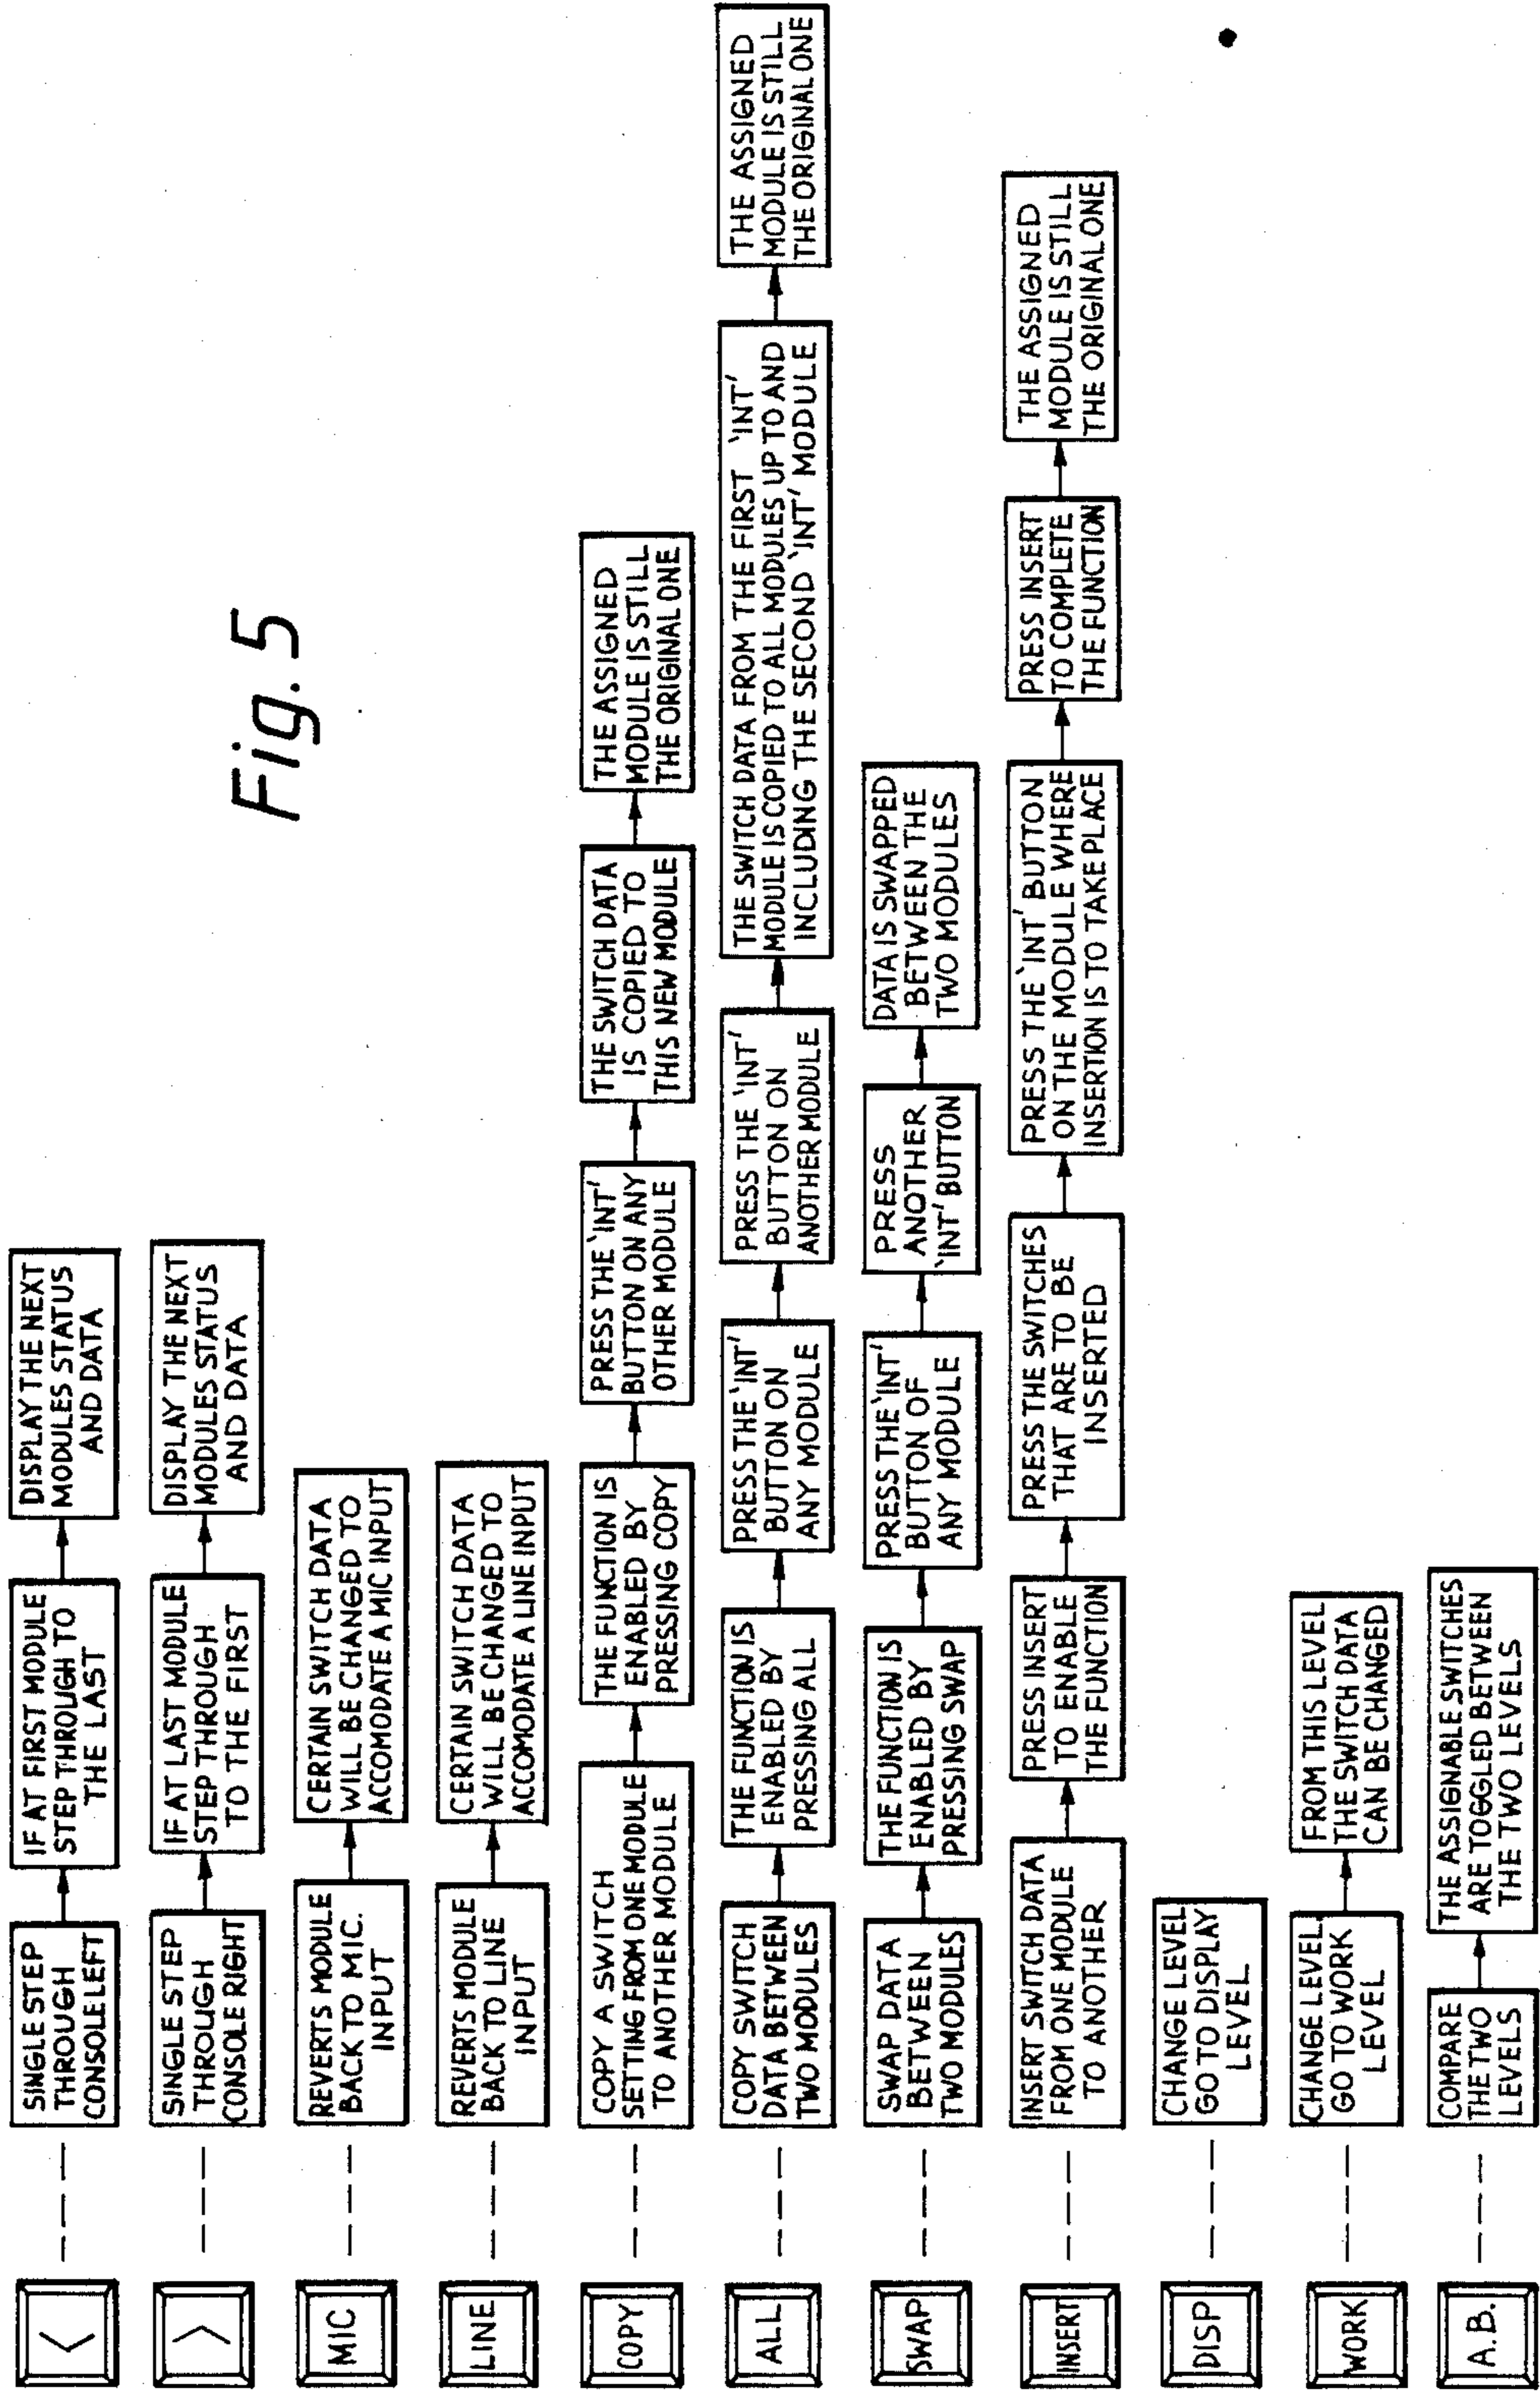 Fig. 5
<
SINGLE STEP
THROUGH
CONSOLE LEFT
IF AT FIRST MODULE
STEP THROUGH TO
THE LAST
DISPLAY THE NEXT
MODULES STATUS
AND DATA
>
SINGLE STEP
THROUGH
CONSOLE RIGHT
IF AT LAST MODULE
STEP THROUGH
TO THE FIRST
DISPLAY THE NEXT
MODULES STATUS
AND DATA
MIC
REVERTS MODULE
BACK TO MIC.
INPUT
CERTAIN SWITCH DATA
WILL BE CHANGED TO
ACCOMODATE A MIC INPUT
LINE
REVERTS MODULE
BACK TO LINE
INPUT
CERTAIN SWITCH DATA
WILL BE CHANGED TO
ACCOMODATE A LINE INPUT
COPY
COPY A SWITCH
SETTING FROM ONE MODULE
TO ANOTHER MODULE
THE FUNCTION IS
ENABLED BY
PRESSING COPY
PRESS THE 'INT'
BUTTON ON ANY
OTHER MODULE
THE SWITCH DATA
IS COPIED TO
THIS NEW MODULE
THE ASSIGNED
MODULE IS STILL
THE ORIGINAL ONE
ALL
COPY SWITCH
DATA BETWEEN
TWO MODULES
THE FUNCTION IS
ENABLED BY
PRESSING ALL
PRESS THE 'INT'
BUTTON ON
ANY MODULE
PRESS THE 'INT'
BUTTON ON
ANOTHER MODULE
THE SWITCH DATA FROM THE FIRST 'INT'
MODULE IS COPIED TO ALL MODULES UP TO AND
INCLUDING THE SECOND 'INT' MODULE
THE ASSIGNED
MODULE IS STILL
THE ORIGINAL ONE
SWAP
SWAP DATA
BETWEEN
TWO MODULES
THE FUNCTION IS
ENABLED BY
PRESSING SWAP
PRESS THE 'INT'
BUTTON OF
ANY MODULE
PRESS
ANOTHER
'INT' BUTTON
DATA IS SWAPPED
BETWEEN THE
TWO MODULES
INSERT
INSERT SWITCH DATA
FROM ONE MODULE
TO ANOTHER
PRESS INSERT
TO ENABLE
THE FUNCTION
PRESS THE SWITCHES
THAT ARE TO BE
INSERTED
PRESS THE 'INT' BUTTON
ON THE MODULE WHERE
INSERTION IS TO TAKE PLACE
PRESS INSERT
TO COMPLETE
THE FUNCTION
THE ASSIGNED
MODULE IS STILL
THE ORIGINAL ONE
DISP
CHANGE LEVEL
GO TO DISPLAY
LEVEL
WORK
CHANGE LEVEL
GO TO WORK
LEVEL
FROM THIS LEVEL
THE SWITCH DATA
CAN BE CHANGED
A.B.
COMPARE
THE TWO
LEVELS
THE ASSIGNABLE SWITCHES
ARE TOGGLED BETWEEN
THE TWO LEVELS